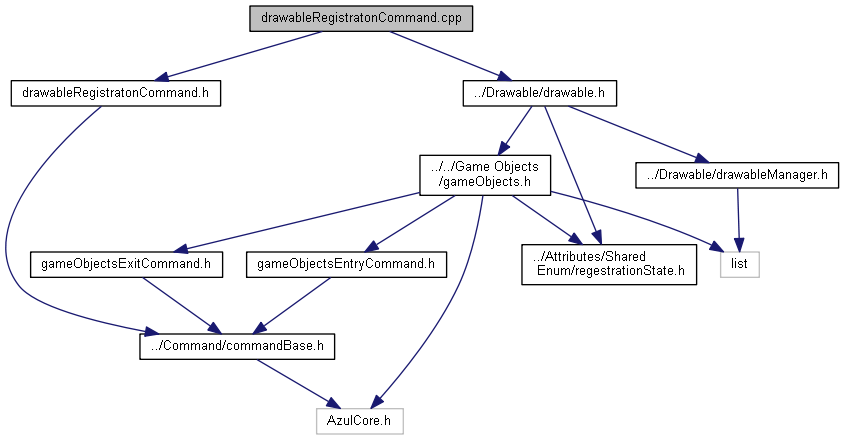 drawableRegistratonCommand.cpp
drawableRegistratonCommand.h
../Drawable/drawable.h
../../Game Objects
/gameObjects.h
../Drawable/drawableManager.h
gameObjectsExitCommand.h
gameObjectsEntryCommand.h
../Attributes/Shared
Enum/regestrationState.h
list
../Command/commandBase.h
AzulCore.h